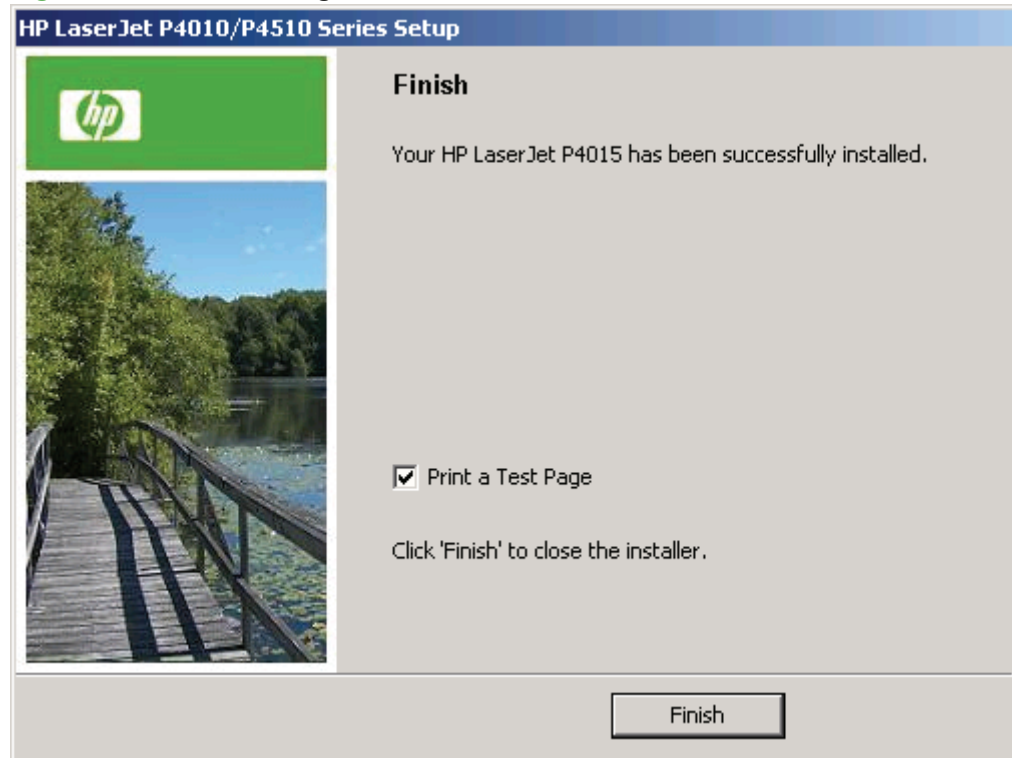 HP LaserJet P4010/P4510 Series Setup
hp
Finish
Your HP LaserJet P4015 has been successfully installed.
Print a Test Page
Click 'Finish' to close the installer.
Finish